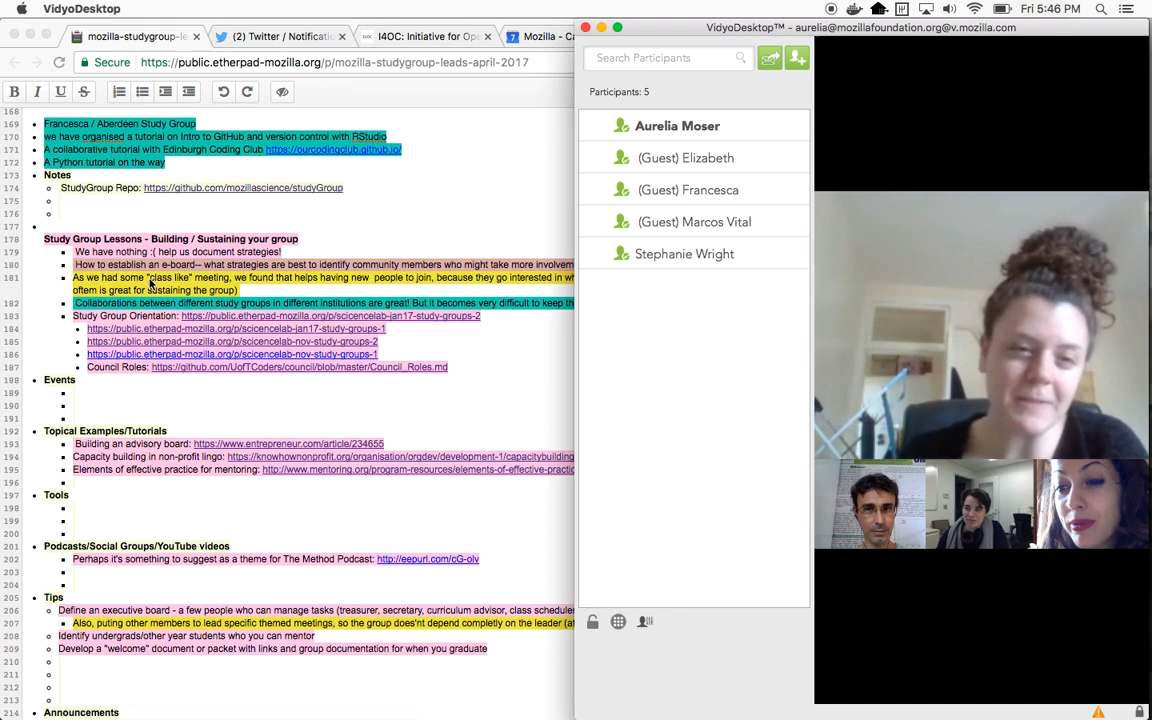 VidyoDesktop
Fri 5:46 PM
mozilla-studygroup-le
(2) Twitter / Notificatio
I4OC: Initiative for Op
Mozilla - Ca
VidyoDesktop™ - aurelia@mozillafoundation.org@v.mozilla.com
Secure
https://public.etherpad-mozilla.org/p/mozilla-studygroup-leads-april-2017
B I U S
Search Participants
Participants: 5
Aurelia Moser
(Guest) Elizabeth
(Guest) Francesca
(Guest) Marcos Vital
Stephanie Wright
168
169 Francesca / Aberdeen Study Group
170 we have organised a tutorial on Intro to GitHub and version control with RStudio
171 A collaborative tutorial with Edinburgh Coding Club https://ourcodingclub.github.io/
172 A Python tutorial on the way
173 Notes
174 StudyGroup Repo: https://github.com/mozillascience/studyGroup
175
176
177
178 Study Group Lessons - Building / Sustaining your group
179 We have nothing :( help us document strategies!
180 How to establish an e-board-- what strategies are best to identify community members who might take more involvem
181 As we had some "class like" meeting, we found that helps having new people to join, because they go interested in wh
oftem is great for sustaining the group)
182 Collaborations between different study groups in different institutions are great! But it becomes very difficult to keep th
183 Study Group Orientation: https://public.etherpad-mozilla.org/p/scicencelab-jan17-study-groups-2
184 https://public.etherpad-mozilla.org/p/scicencelab-jan17-study-groups-1
185 https://public.etherpad-mozilla.org/p/scicencelab-nov-study-groups-2
186 https://public.etherpad-mozilla.org/p/scicencelab-nov-study-groups-1
187 Council Roles: https://github.com/UofTCoders/council/blob/master/Council_Roles.md
188 Events
189
190
191
192 Topical Examples/Tutorials
193 Building an advisory board: https://www.entrepreneur.com/article/234655
194 Capacity building in non-profit lingo: https://knowhownonprofit.org/organisation/orgdev/development-1/capacitybuilding
195 Elements of effective practice for mentoring: http://www.mentoring.org/program-resources/elements-of-effective-practic
196
197 Tools
198
199
200
201 Podcasts/Social Groups/YouTube videos
202 Perhaps it's something to suggest as a theme for The Method Podcast: http://eepurl.com/cG-olv
203
204
205 Tips
206 Define an executive board - a few people who can manage tasks (treasurer, secretary, curriculum advisor, class scheduler
207 Also, puting other members to lead specific themed meetings, so the group does'nt depend completly on the leader (at
208 Identify undergrads/other year students who you can mentor
209 Develop a "welcome" document or packet with links and group documentation for when you graduate
210
211
212
213
214 Announcements